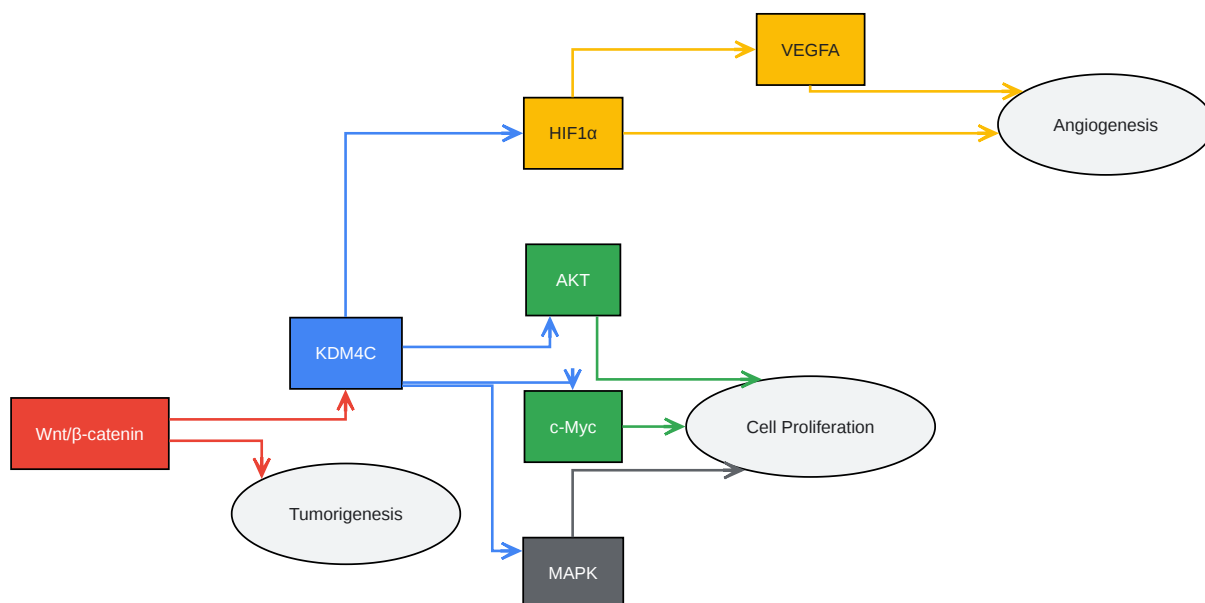 VEGFA
Angiogenesis
HIF1α
AKT
KDM4C
c-Myc
Cell Proliferation
Wnt/β-catenin
Tumorigenesis
MAPK